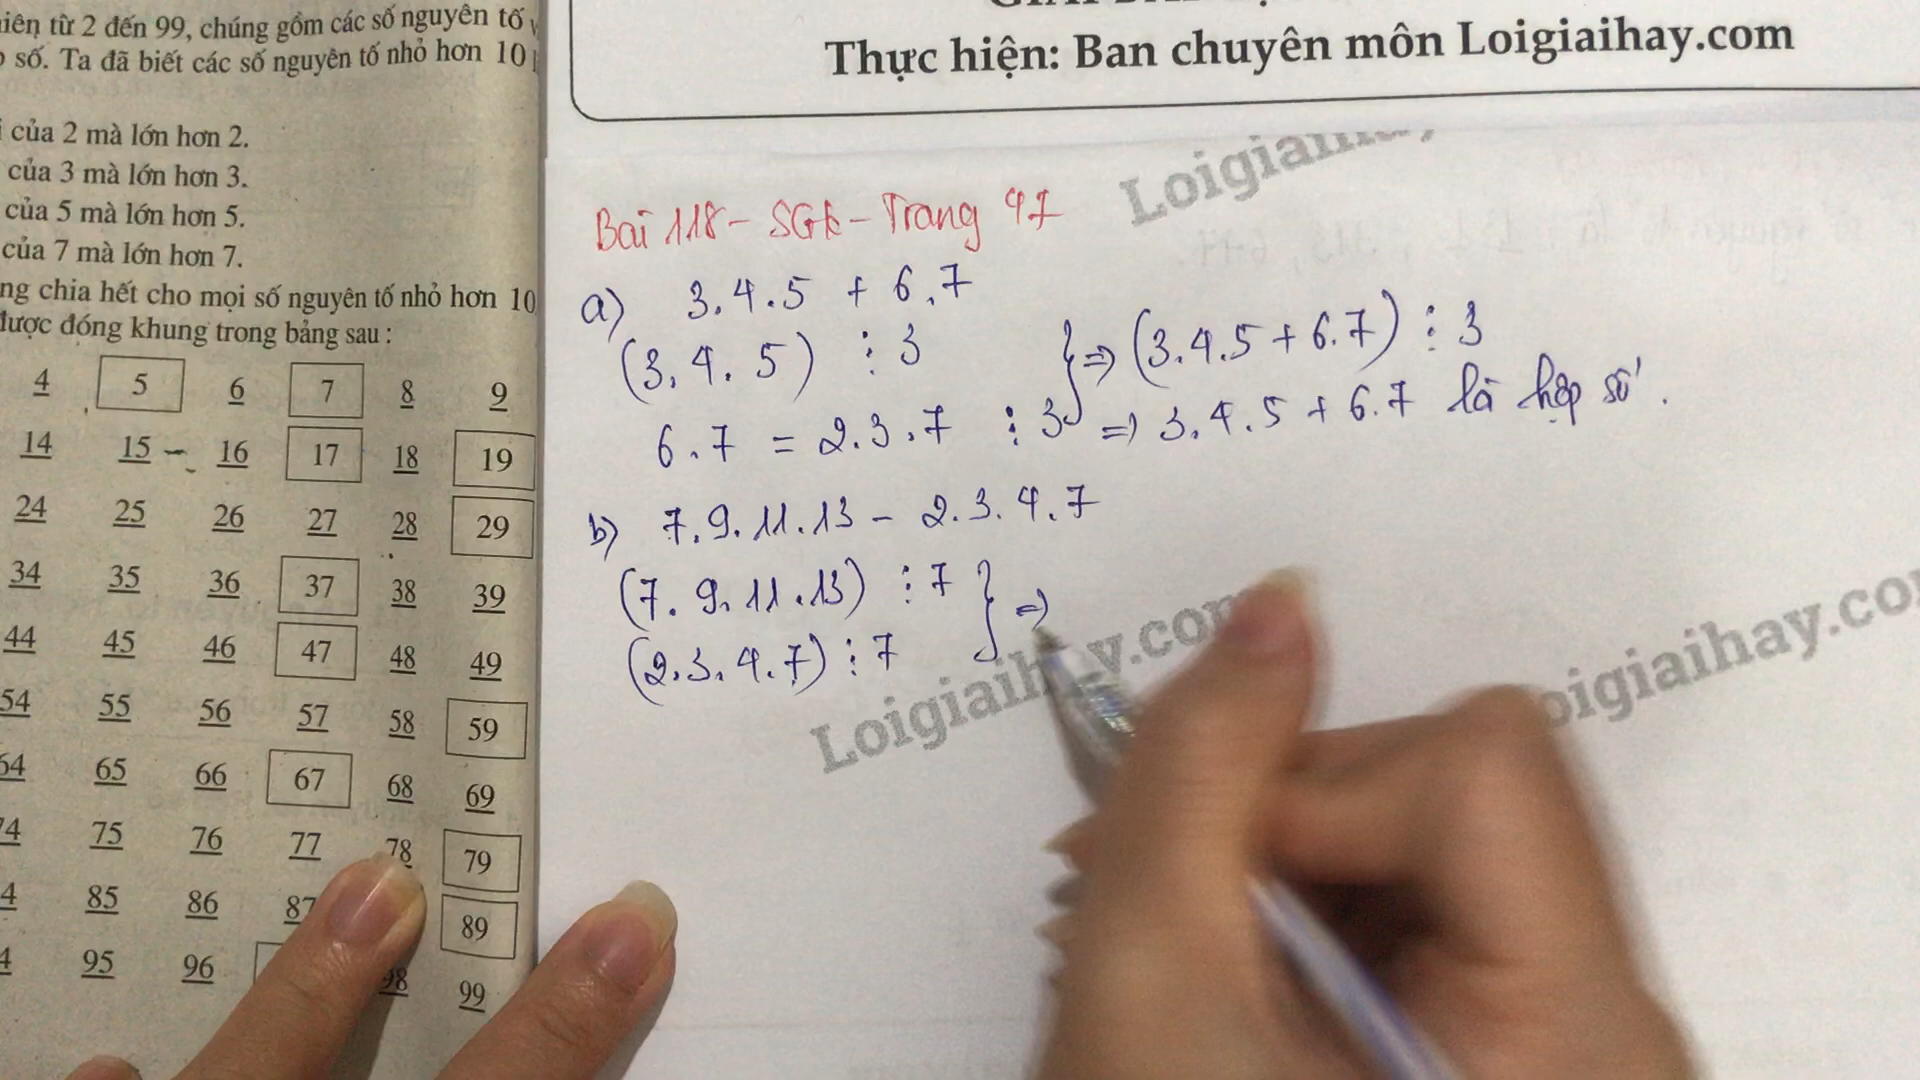 từ 2 đến 99, chúng gồm các số nguyên tố
số. Ta đã biết các số nguyên tố nhỏ hơn 10
của 2 mà lớn hơn 2.
của 3 mà lớn hơn 3.
của 5 mà lớn hơn 5.
của 7 mà lớn hơn 7.
chia hết cho mọi số nguyên tố nhỏ hơn 10
được đóng khung trong bảng sau :
4 5 6 7 8 9
14 15 16 17 18 19
24 25 26 27 28 29
34 35 36 37 38 39
44 45 46 47 48 49
54 55 56 57 58 59
64 65 66 67 68 69
74 75 76 77 78 79
4 85 86 87 89
4 95 96 98 99
Thực hiện: Ban chuyên môn Loigiaihay.com
Loigiaihay
Bài 118 - SGK - Trang 47
a) 3.4.5 + 6.7
(3.4.5) ⋮ 3
6.7 = 2.3.7 ⋮ 3
} => (3.4.5 + 6.7) ⋮ 3
=> 3.4.5 + 6.7 là hợp số.
b) 7.9.11.13 - 2.3.4.7
(7.9.11.13) ⋮ 7
(2.3.4.7) ⋮ 7
} =>
Loigiaihay.com
Loigiaihay.com